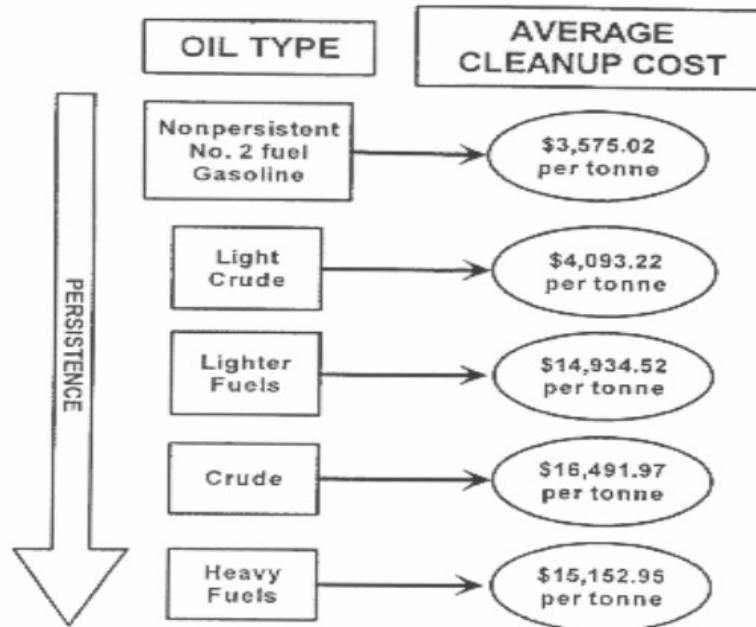 OIL TYPE
AVERAGE
CLEANUP COST
PERSISTENCE
Nonpersistent
No. 2 fuel
Gasoline
$3,575.02
per tonne
Light
Crude
$4,093.22
per tonne
Lighter
Fuels
$14,934.52
per tonne
Crude
$16,491.97
per tonne
Heavy
Fuels
$15,152.95
per tonne